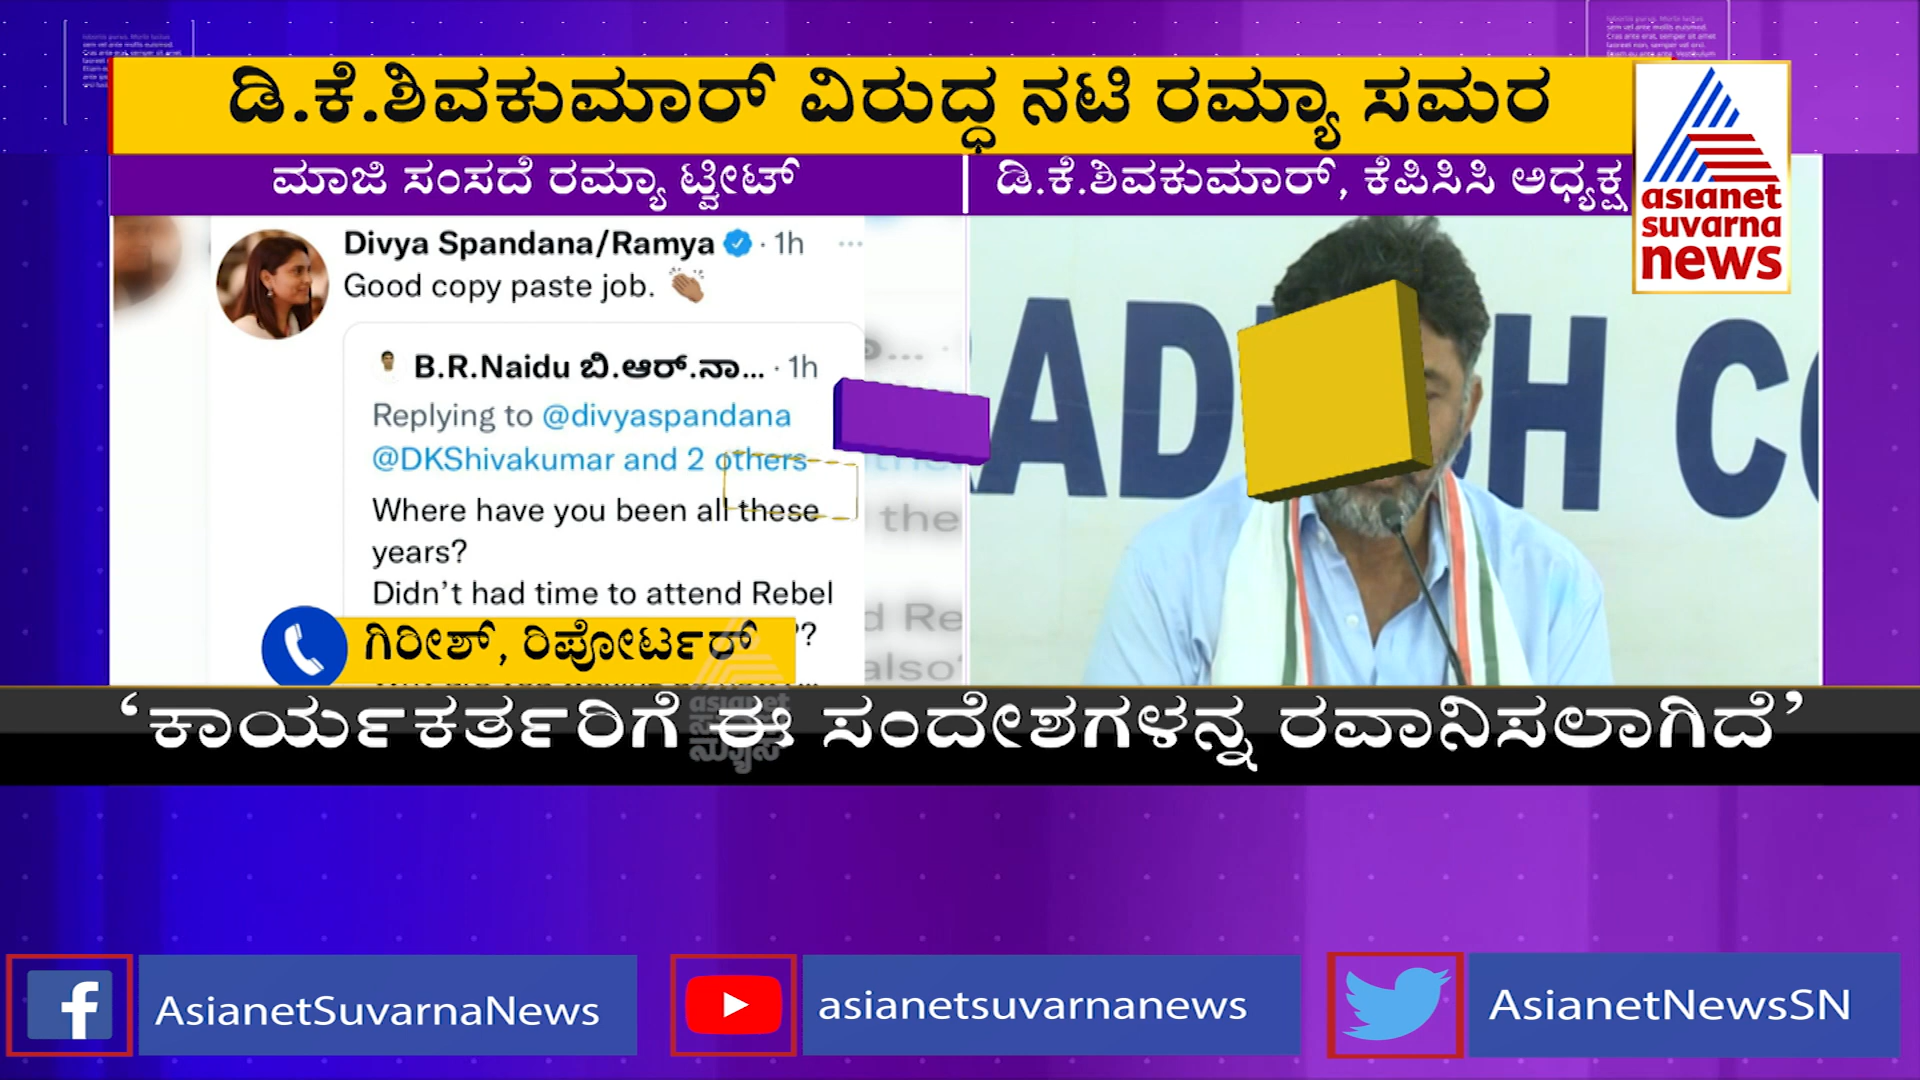 ಡಿ.ಕೆ.ಶಿವಕುಮಾರ್ ವಿರುದ್ಧ ನಟಿ ರಮ್ಯಾ ಸಮರ
ಮಾಜಿ ಸಂಸದೆ ರಮ್ಯಾ ಟ್ವೀಟ್
ಡಿ.ಕೆ.ಶಿವಕುಮಾರ್, ಕೆಪಿಸಿಸಿ ಅಧ್ಯಕ್ಷ
asianet
suvarna
news
Divya Spandana/Ramya · 1h ...
Good copy paste job. 👏🏽
B.R.Naidu ಬಿ.ಆರ್.ನಾ... · 1h
Replying to @divyaspandana
@DKShivakumar and 2 others
Where have you been all these
years?
Didn't had time to attend Rebel
ಗಿರೀಶ್, ರಿಪೋರ್ಟರ್
‘ಕಾರ್ಯಕರ್ತರಿಗೆ ಈ ಸಂದೇಶಗಳನ್ನ ರವಾನಿಸಲಾಗಿದೆ’
AsianetSuvarnaNews
asianetsuvarnanews
AsianetNewsSN